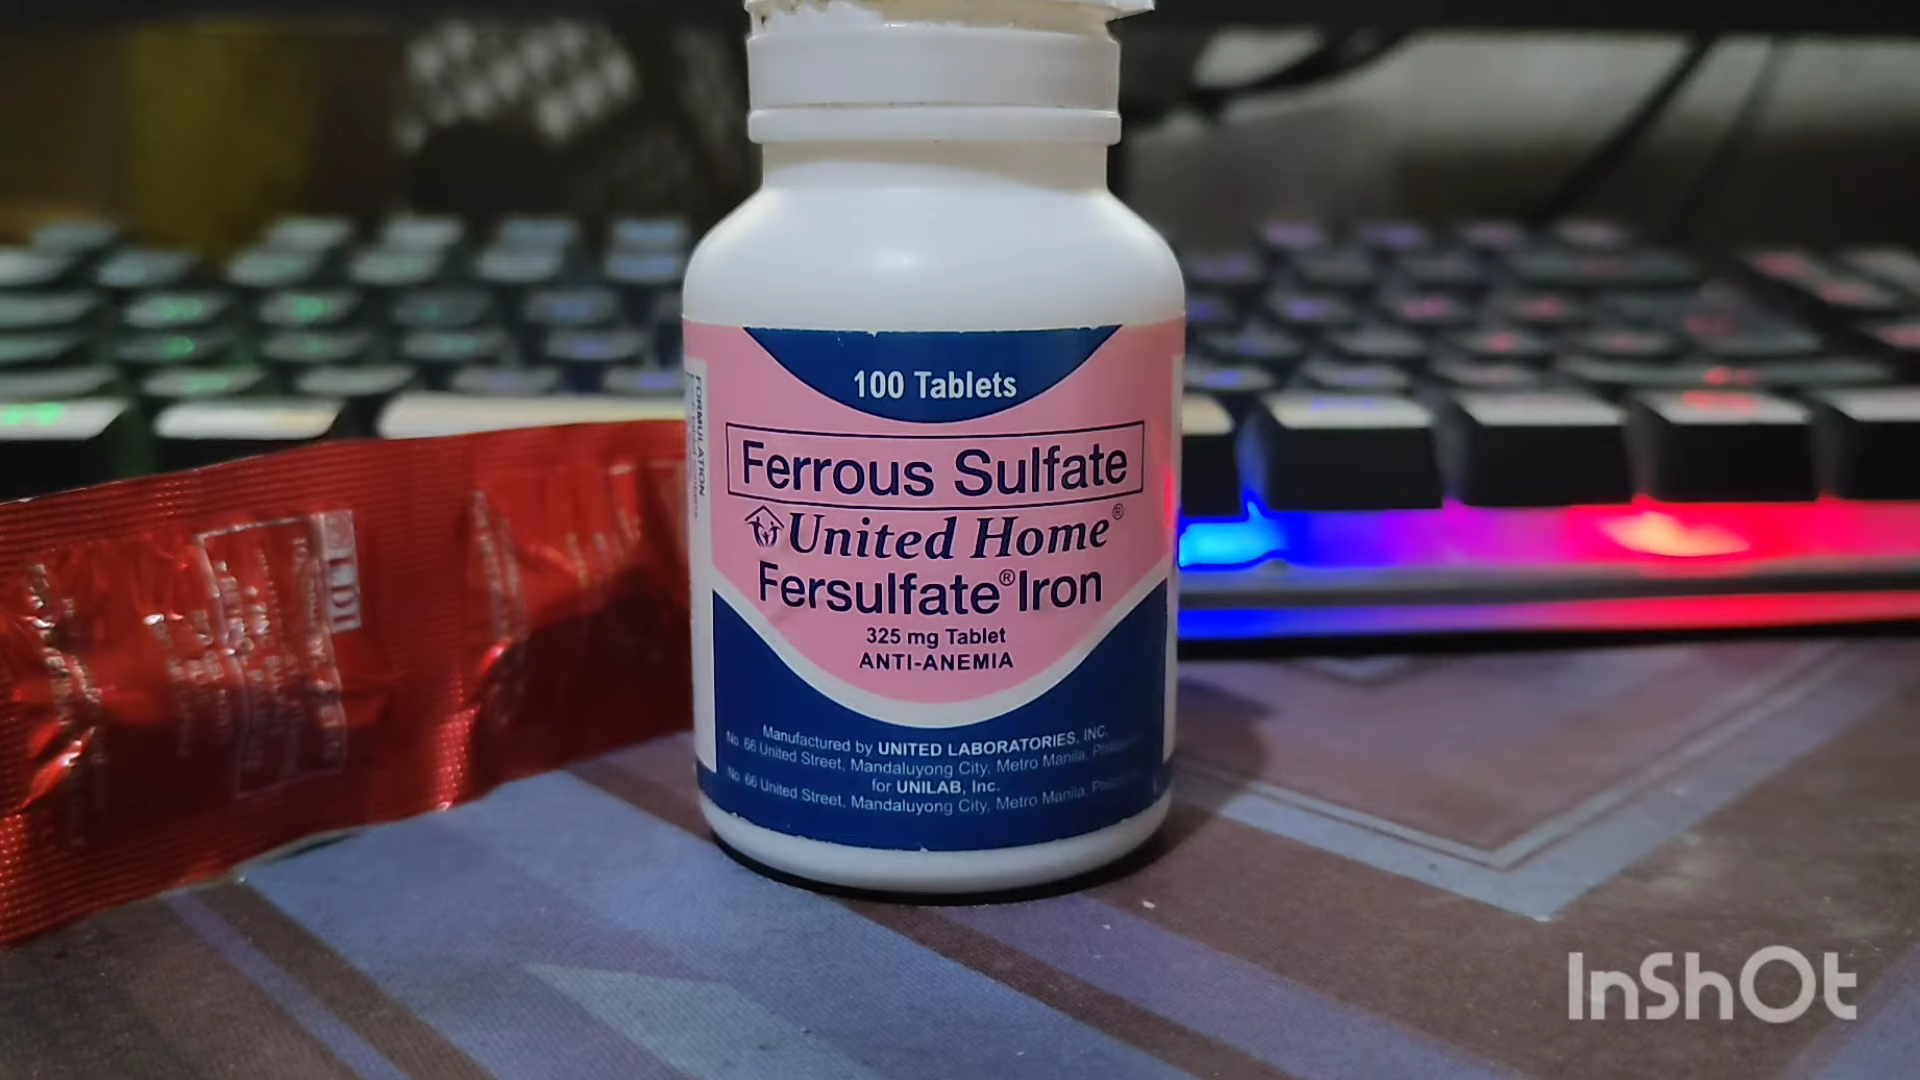 100 Tablets
Ferrous Sulfate
United Home®
Fersulfate® Iron
325 mg Tablet
ANTI-ANEMIA
Manufactured by UNITED LABORATORIES, INC.
No. 66 United Street, Mandaluyong City, Metro Manila,
for UNILAB, Inc.
No. 66 United Street, Mandaluyong City, Metro Manila,
FORMULATION
LDI
InShOt